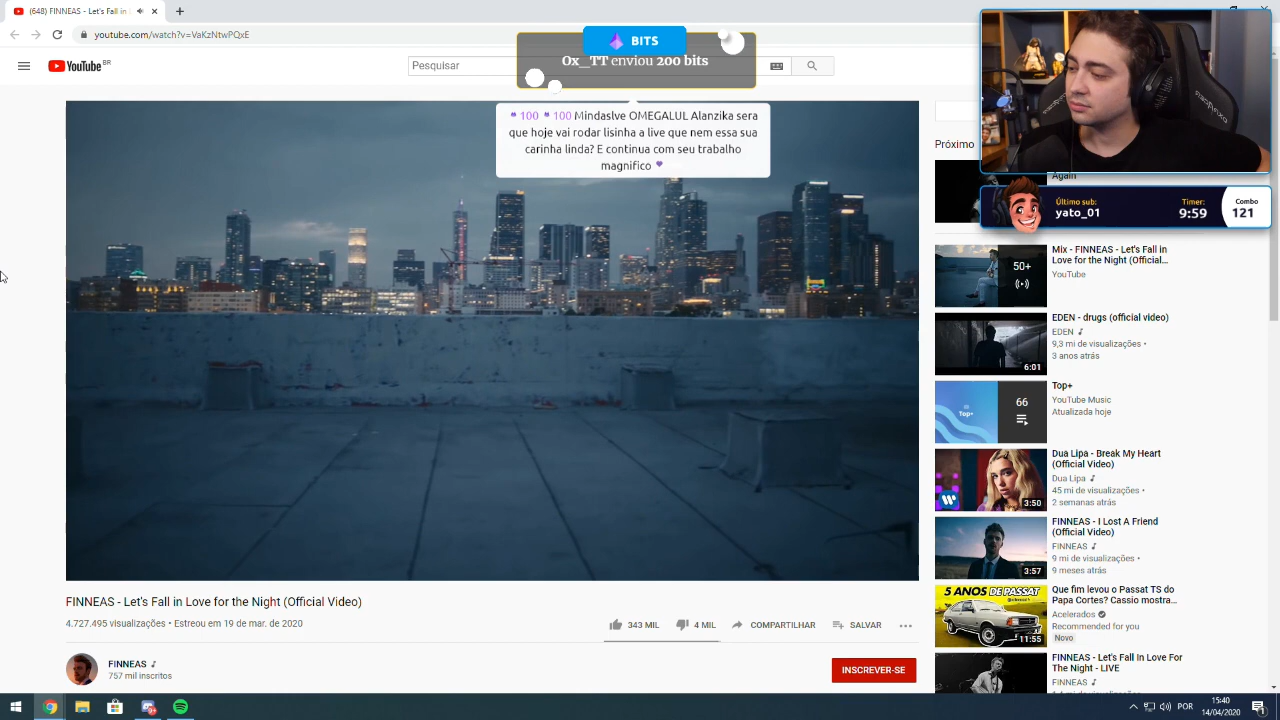 (648) FINNEAS - Let's Fall in
youtube.com/watch?v=VaKzNtwPQxE
YouTube BR
Pesquisar
BITS
Ox__TT enviou 200 bits
100 100 Mindaslve OMEGALUL Alanzika sera
que hoje vai rodar lisinha a live que nem essa sua
carinha linda? E continua com seu trabalho
magnifico
Próximo
Again
Último sub:
yato_01
Timer:
9:59
Combo
121
Mix - FINNEAS - Let's Fall in
Love for the Night (Official...
YouTube
50+
EDEN - drugs (official video)
EDEN
9,3 mi de visualizações •
3 anos atrás
6:01
Top+
YouTube Music
Atualizada hoje
Top+
66
Dua Lipa - Break My Heart
(Official Video)
Dua Lipa
45 mi de visualizações •
2 semanas atrás
3:50
FINNEAS - I Lost A Friend
(Official Video)
FINNEAS
9 mi de visualizações •
9 meses atrás
3:57
5 ANOS DE PASSAT
Que fim levou o Passat TS do
Papa Cortes? Cassio mostra...
Acelerados
Recommended for you
Novo
11:55
FINNEAS - Let's Fall In Love For
The Night - LIVE
FINNEAS
FINNEAS - Let's Fall in Love for the Night (Official Video)
4.727.495 visualizações • Estreou em 19 de mar. de 2020
343 MIL
4 MIL
COMPARTILHAR
SALVAR
FINNEAS
757 mil inscritos
INSCREVER-SE
POR
15:40
14/04/2020
1